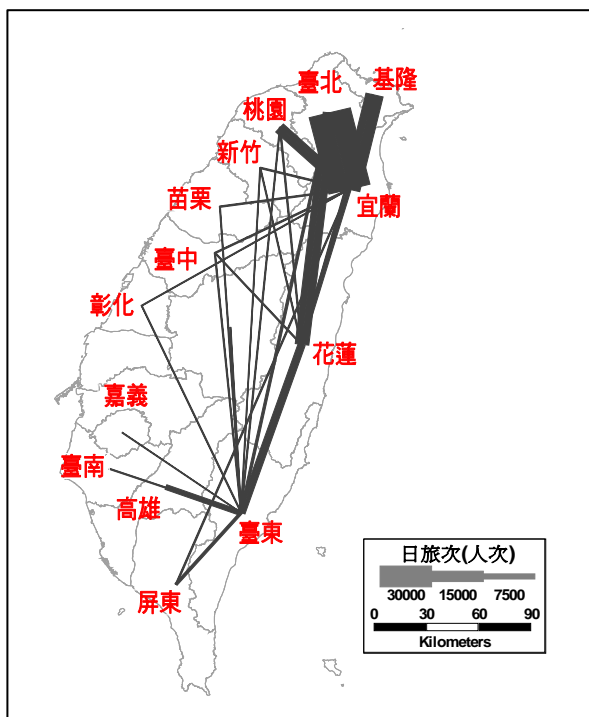 臺北
基隆
桃園
新竹
苗栗
宜蘭
臺中
彰化
花蓮
嘉義
臺南
高雄
臺東
屏東
日旅次(人次)
30000 15000 7500
0 30 60 90
Kilometers